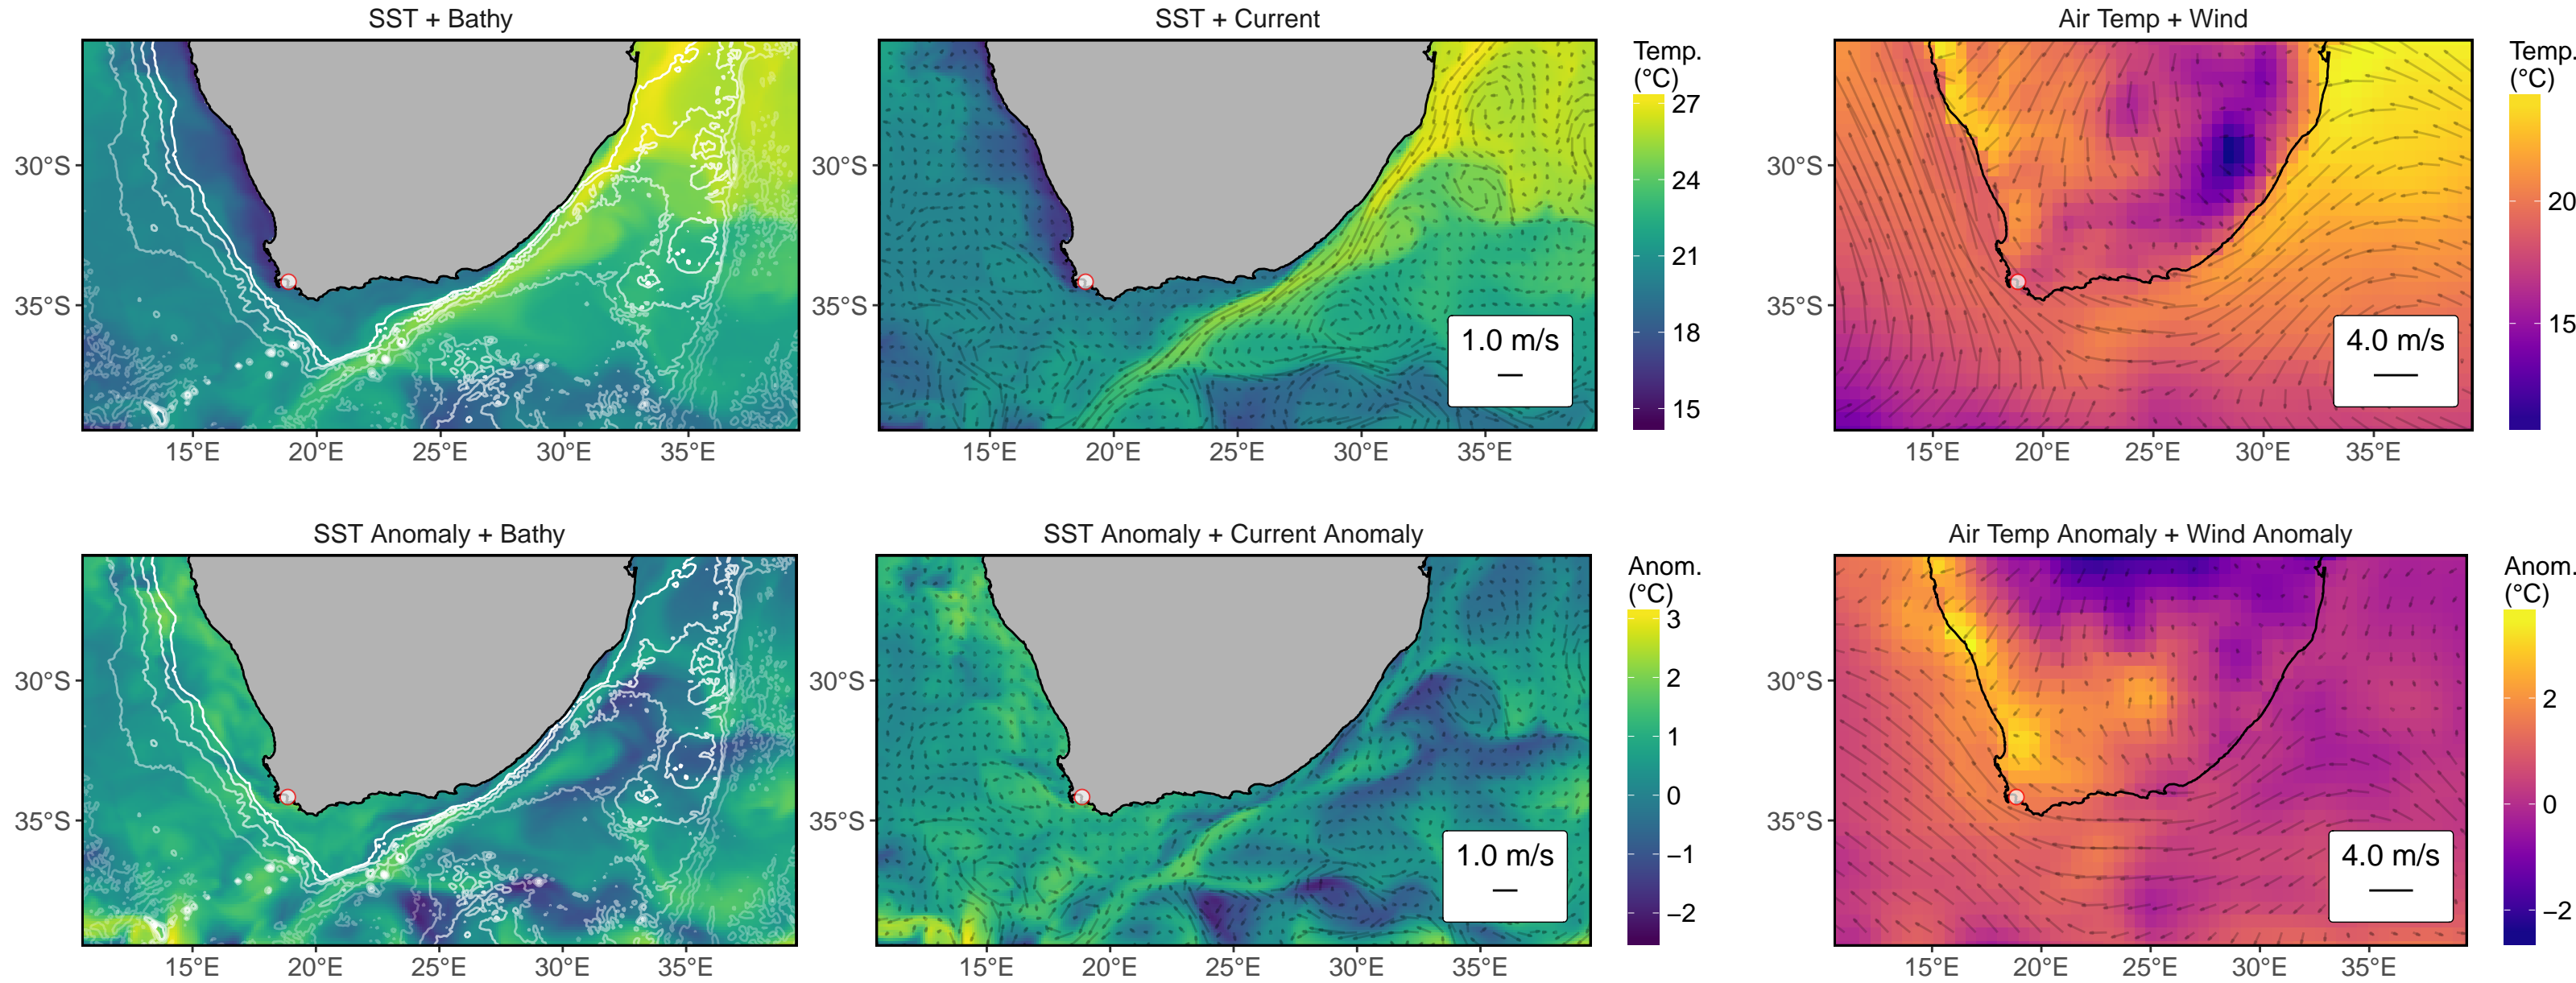 SST + Bathy
SST + Current
Air Temp + Wind
30°S
35°S
15°E 20°E 25°E 30°E 35°E
30°S
35°S
1.0 m/s
15°E 20°E 25°E 30°E 35°E
Temp.
(°C)
27
24
21
18
15
30°S
35°S
4.0 m/s
15°E 20°E 25°E 30°E 35°E
Temp.
(°C)
20
15
SST Anomaly + Bathy
SST Anomaly + Current Anomaly
Air Temp Anomaly + Wind Anomaly
30°S
35°S
15°E 20°E 25°E 30°E 35°E
30°S
35°S
1.0 m/s
15°E 20°E 25°E 30°E 35°E
Anom.
(°C)
3
2
1
0
−1
−2
30°S
35°S
4.0 m/s
15°E 20°E 25°E 30°E 35°E
Anom.
(°C)
2
0
−2